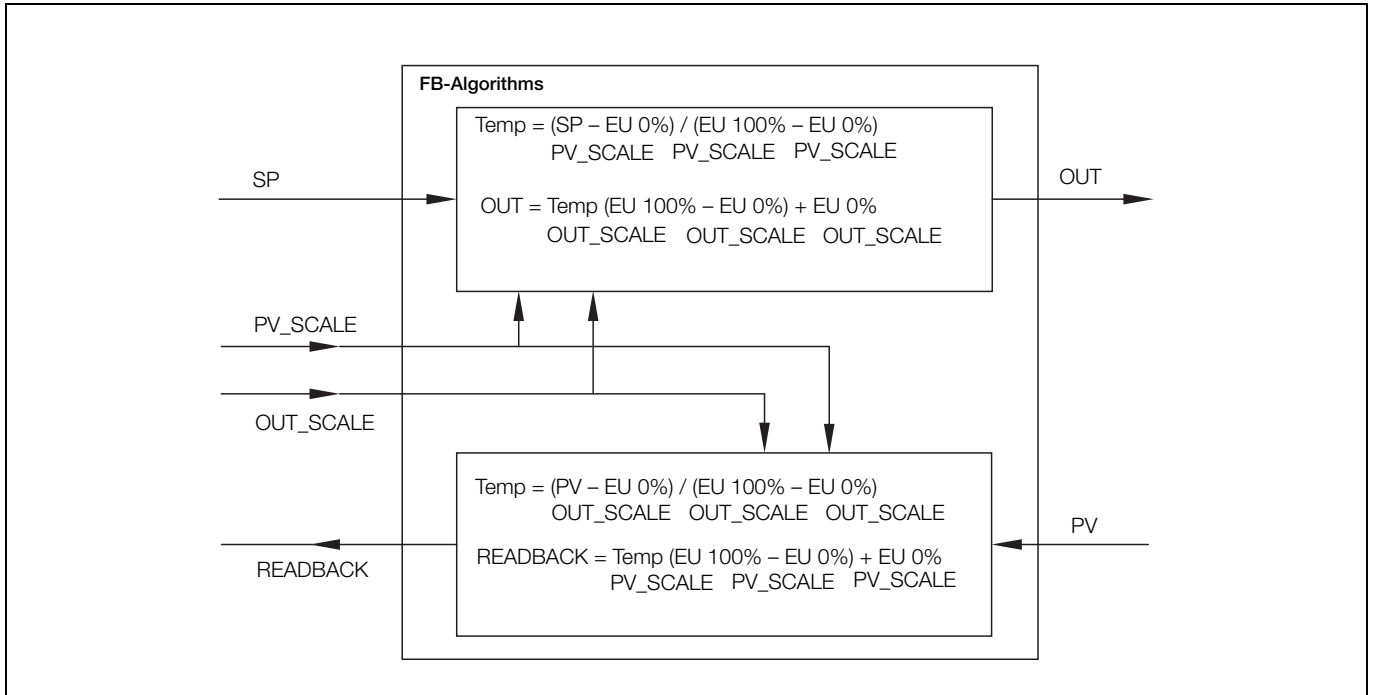 FB-Algorithms
Temp = (SP – EU 0%) / (EU 100% – EU 0%)
PV_SCALE PV_SCALE PV_SCALE
SP
OUT
OUT = Temp (EU 100% – EU 0%) + EU 0%
OUT_SCALE OUT_SCALE OUT_SCALE
PV_SCALE
OUT_SCALE
Temp = (PV – EU 0%) / (EU 100% – EU 0%)
OUT_SCALE OUT_SCALE OUT_SCALE
PV
READBACK = Temp (EU 100% – EU 0%) + EU 0%
READBACK
PV_SCALE PV_SCALE PV_SCALE